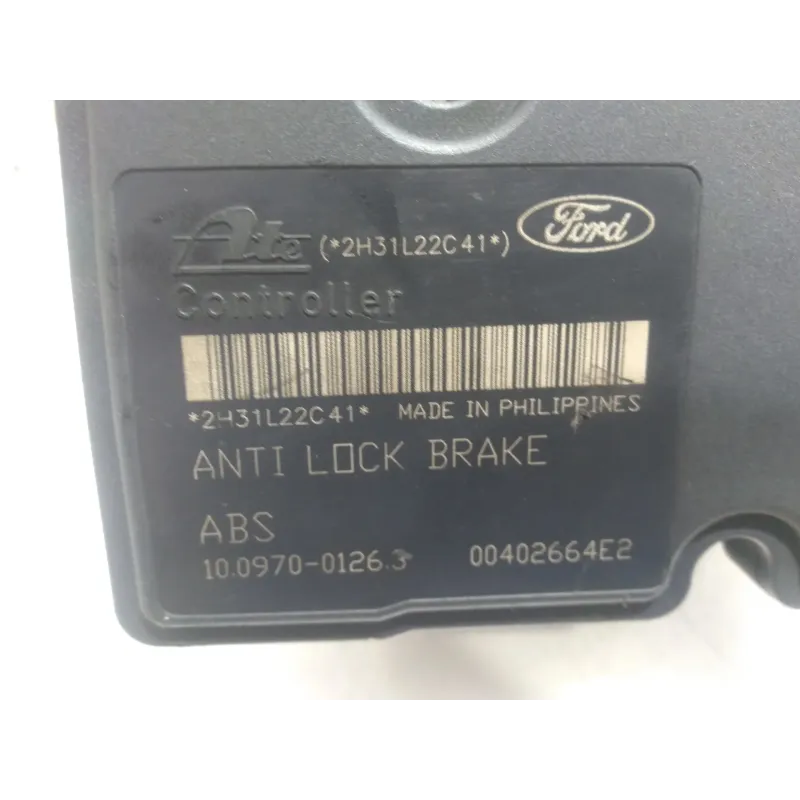 Ate (*2H31L22C41*) Ford
Controller
*2H31L22C41* MADE IN PHILIPPINES
ANTI LOCK BRAKE
ABS
10.0970-0126.3 00402664E2